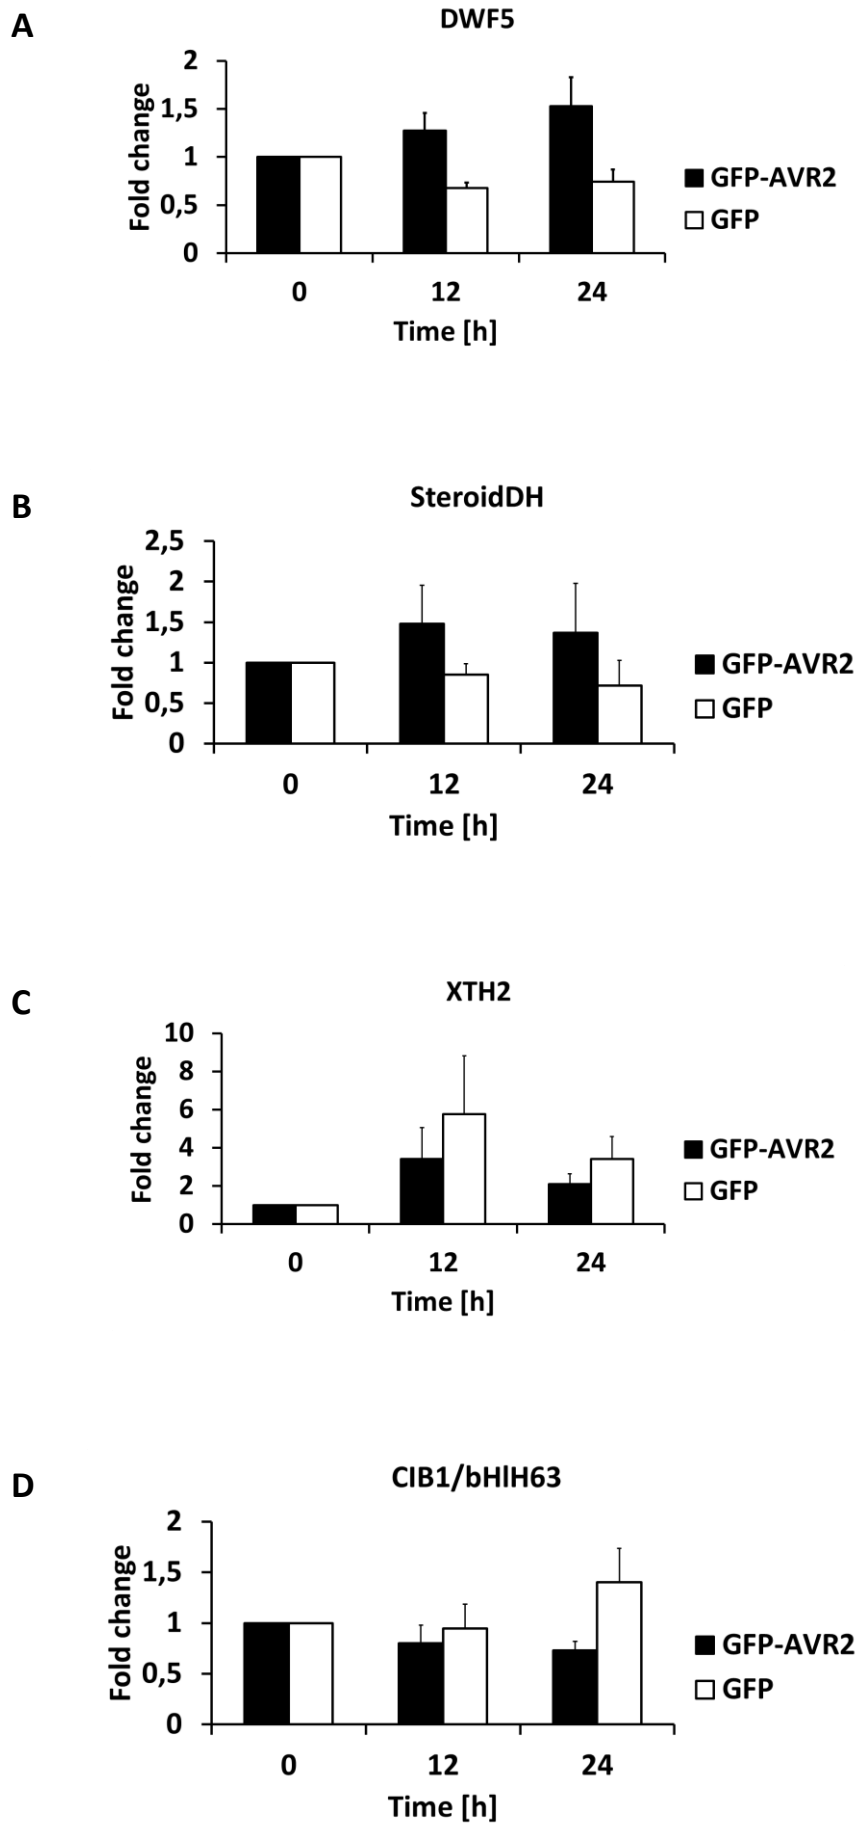 A
DWF5
2
1,5
1
0,5
0
Fold change
0 12 24
Time [h]
GFP-AVR2
GFP
B
SteroidDH
2,5
2
1,5
1
0,5
0
Fold change
0 12 24
Time [h]
GFP-AVR2
GFP
C
XTH2
10
8
6
4
2
0
Fold change
0 12 24
Time [h]
GFP-AVR2
GFP
D
CIB1/bHlH63
2
1,5
1
0,5
0
Fold change
0 12 24
Time [h]
GFP-AVR2
GFP